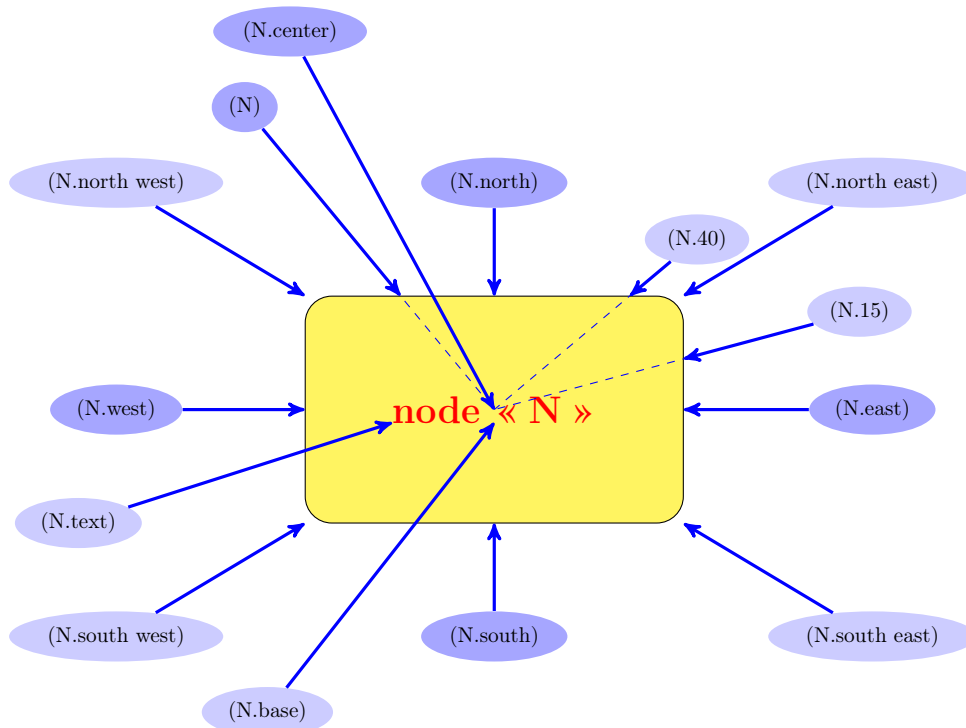 (N.center)
(N)
(N.north west)
(N.north)
(N.north east)
(N.40)
(N.15)
(N.west)
node « N »
(N.east)
(N.text)
(N.south west)
(N.south)
(N.south east)
(N.base)